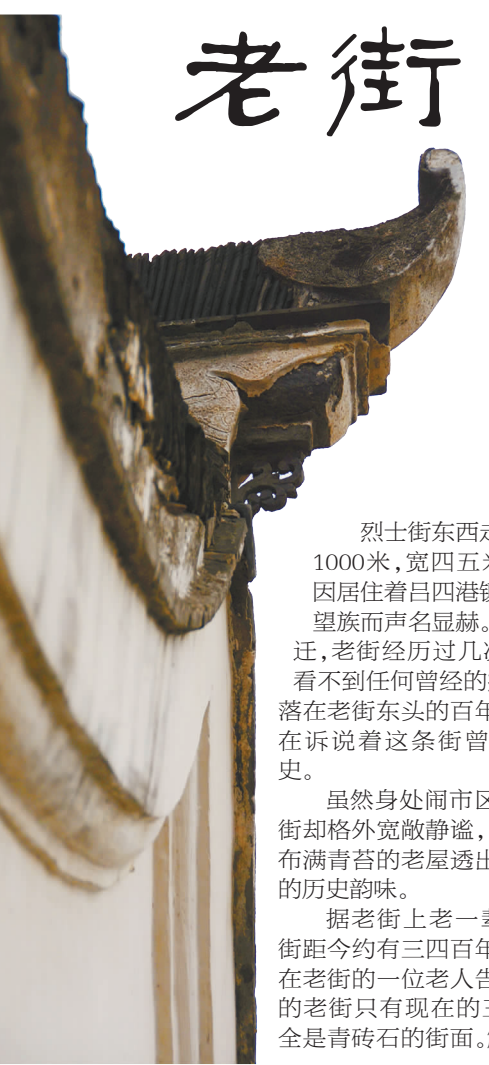 老街
烈士街东西走
1000米，宽四五米
因居住着吕四港镇
望族而声名显赫。
迁，老街经历过几次
看不到任何曾经的
落在老街东头的百年
在诉说着这条街曾
史。
虽然身处闹市区
街却格外宽敞静谧，
布满青苔的老屋透出
的历史韵味。
据老街上老一辈
街距今约有三四百年
在老街的一位老人告
的老街只有现在的三
全是青砖石的街面。